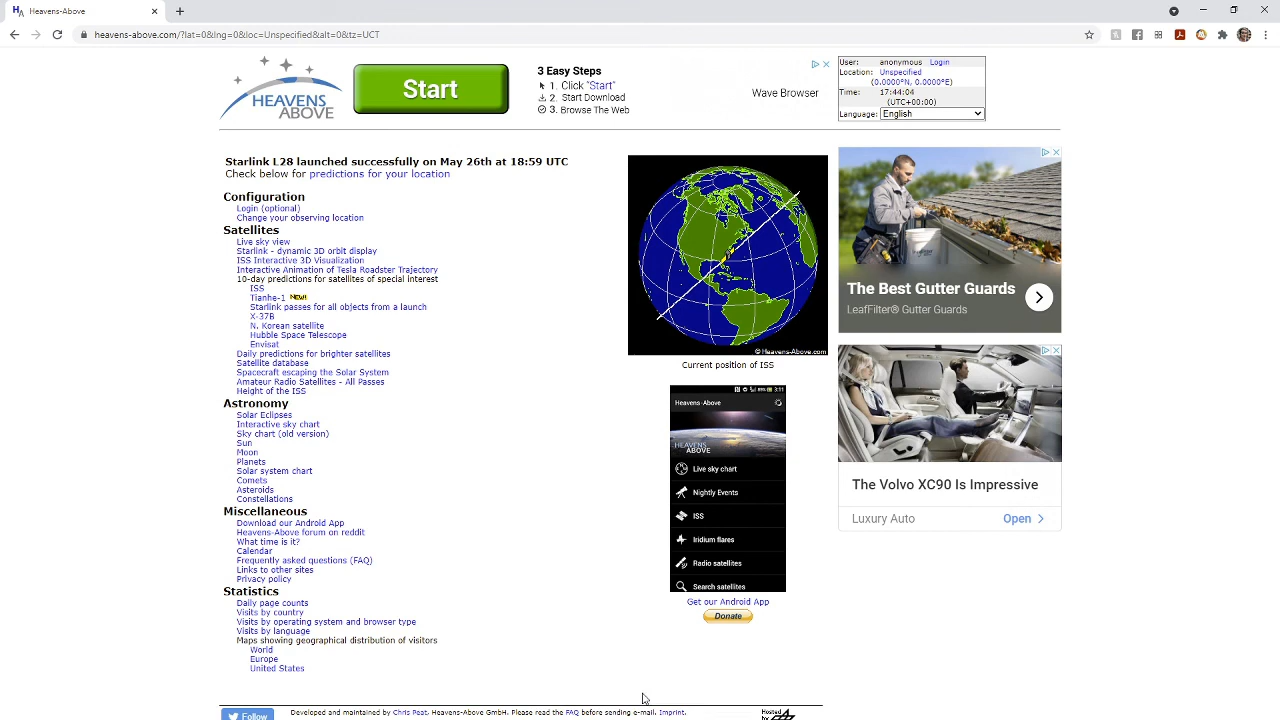 Heavens-Above
heavens-above.com/?lat=0&lng=0&loc=Unspecified&alt=0&tz=UCT
HEAVENS
ABOVE
Start
3 Easy Steps
1. Click "Start"
2. Start Download
3. Browse The Web
Wave Browser
User: anonymous Login
Location: Unspecified
(0.0000°N, 0.0000°E)
Time: 17:44:04
(UTC+00:00)
Language: English
Starlink L28 launched successfully on May 26th at 18:59 UTC
Check below for predictions for your location
Configuration
Login (optional)
Change your observing location
Satellites
Live sky view
Starlink - dynamic 3D orbit display
ISS Interactive 3D Visualization
Interactive Animation of Tesla Roadster Trajectory
10-day predictions for satellites of special interest
ISS
Tianhe-1 NEW!
Starlink passes for all objects from a launch
X-37B
N. Korean satellite
Hubble Space Telescope
Envisat
Daily predictions for brighter satellites
Satellite database
Spacecraft escaping the Solar System
Amateur Radio Satellites - All Passes
Height of the ISS
Astronomy
Solar Eclipses
Interactive sky chart
Sky chart (old version)
Sun
Moon
Planets
Solar system chart
Comets
Asteroids
Constellations
Miscellaneous
Download our Android App
Heavens-Above forum on reddit
What time is it?
Calendar
Frequently asked questions (FAQ)
Links to other sites
Privacy policy
Statistics
Daily page counts
Visits by country
Visits by operating system and browser type
Visits by language
Maps showing geographical distribution of visitors
World
Europe
United States
© Heavens-Above.com
Current position of ISS
3:11
Heavens-Above
HEAVENS
ABOVE
Live sky chart
Nightly Events
ISS
Iridium flares
Radio satellites
Search satellites
Get our Android App
Donate
The Best Gutter Guards
LeafFilter® Gutter Guards
The Volvo XC90 Is Impressive
Luxury Auto
Open
Follow
Developed and maintained by Chris Peat, Heavens-Above GmbH. Please read the FAQ before sending e-mail. Imprint.
Hosted
by